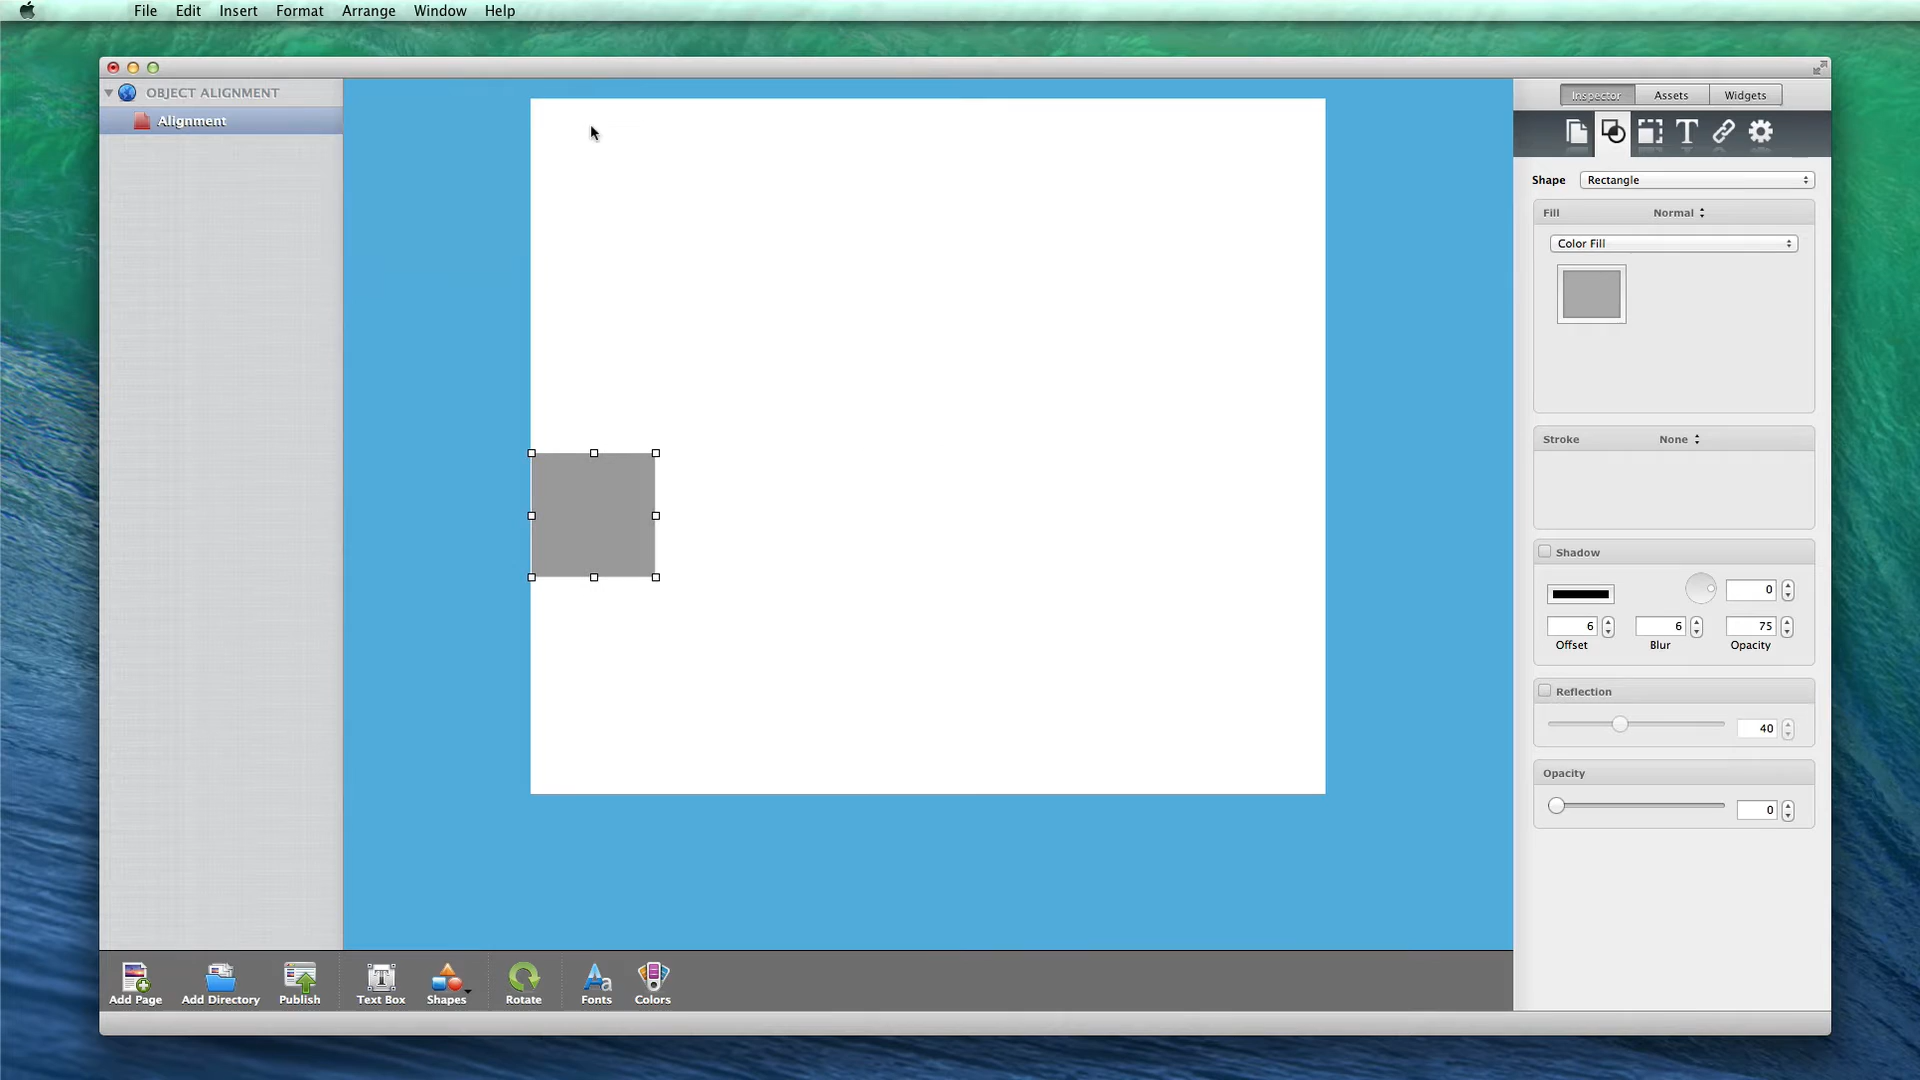 File Edit Insert Format Arrange Window Help
OBJECT ALIGNMENT
Alignment
Inspector Assets Widgets
T
Shape Rectangle
Fill Normal
Color Fill
Stroke None
Shadow
0
6 6 75
Offset Blur Opacity
Reflection
40
Opacity
0
Add Page Add Directory Publish Text Box Shapes Rotate Fonts Colors